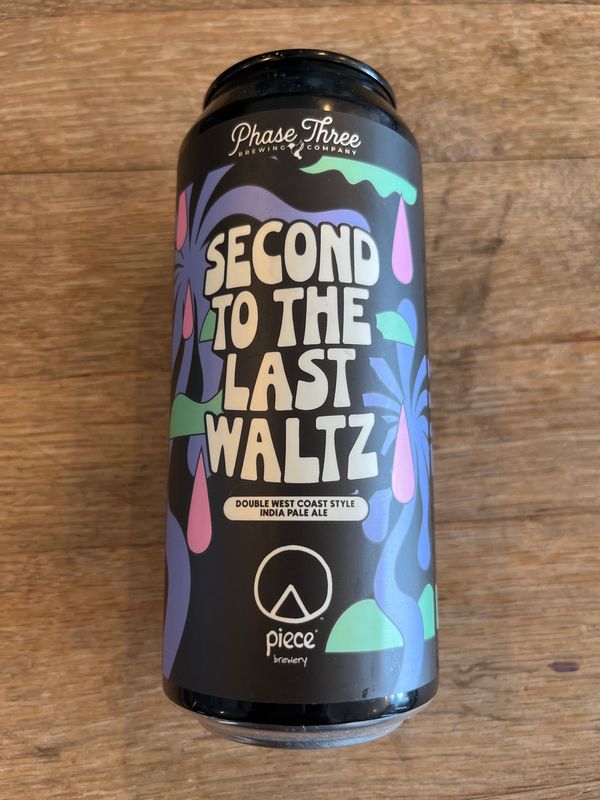 Phase Three
BREWING COMPANY
SECOND
TO THE
LAST
WALTZ
DOUBLE WEST COAST STYLE
INDIA PALE ALE
piece
brewery